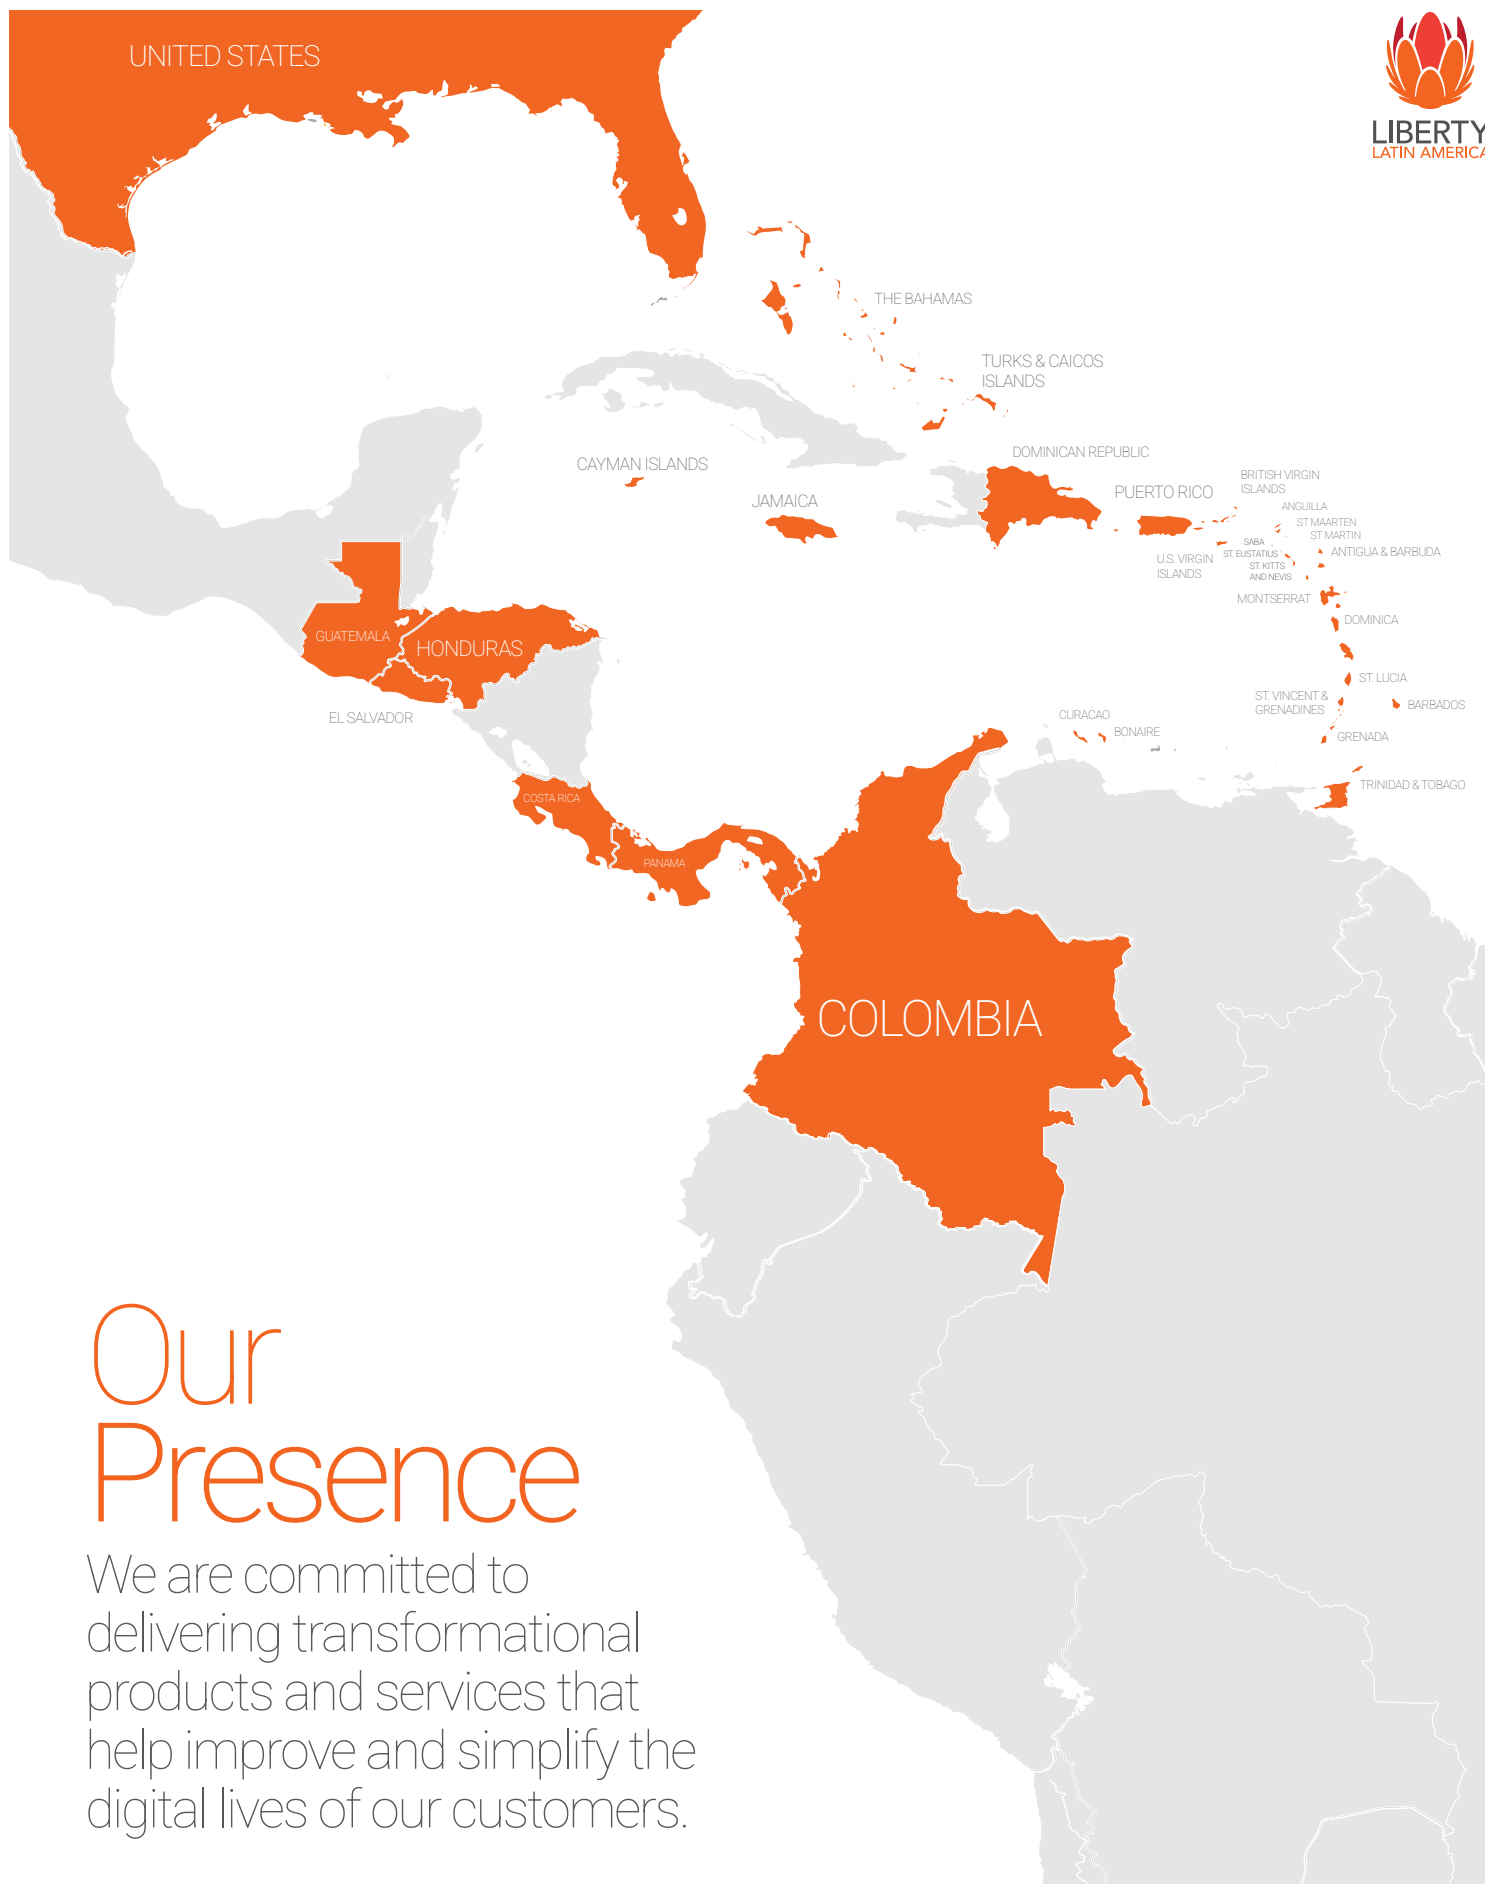 UNITED STATES
LIBERTY
LATIN AMERICA
THE BAHAMAS
TURKS & CAICOS
ISLANDS
CAYMAN ISLANDS
JAMAICA
DOMINICAN REPUBLIC
PUERTO RICO
BRITISH VIRGIN
ISLANDS
ANGUILLA
ST MAARTEN
ST MARTIN
U.S. VIRGIN
ISLANDS
SABA
ST. EUSTATIUS
ST. KITTS
AND NEVIS
ANTIGUA & BARBUDA
MONTSERRAT
DOMINICA
GUATEMALA
HONDURAS
EL SALVADOR
ST. LUCIA
ST. VINCENT &
GRENADINES
BARBADOS
CURACAO
BONAIRE
GRENADA
TRINIDAD & TOBAGO
COSTA RICA
PANAMA
COLOMBIA
Our
Presence
We are committed to
delivering transformational
products and services that
help improve and simplify the
digital lives of our customers.